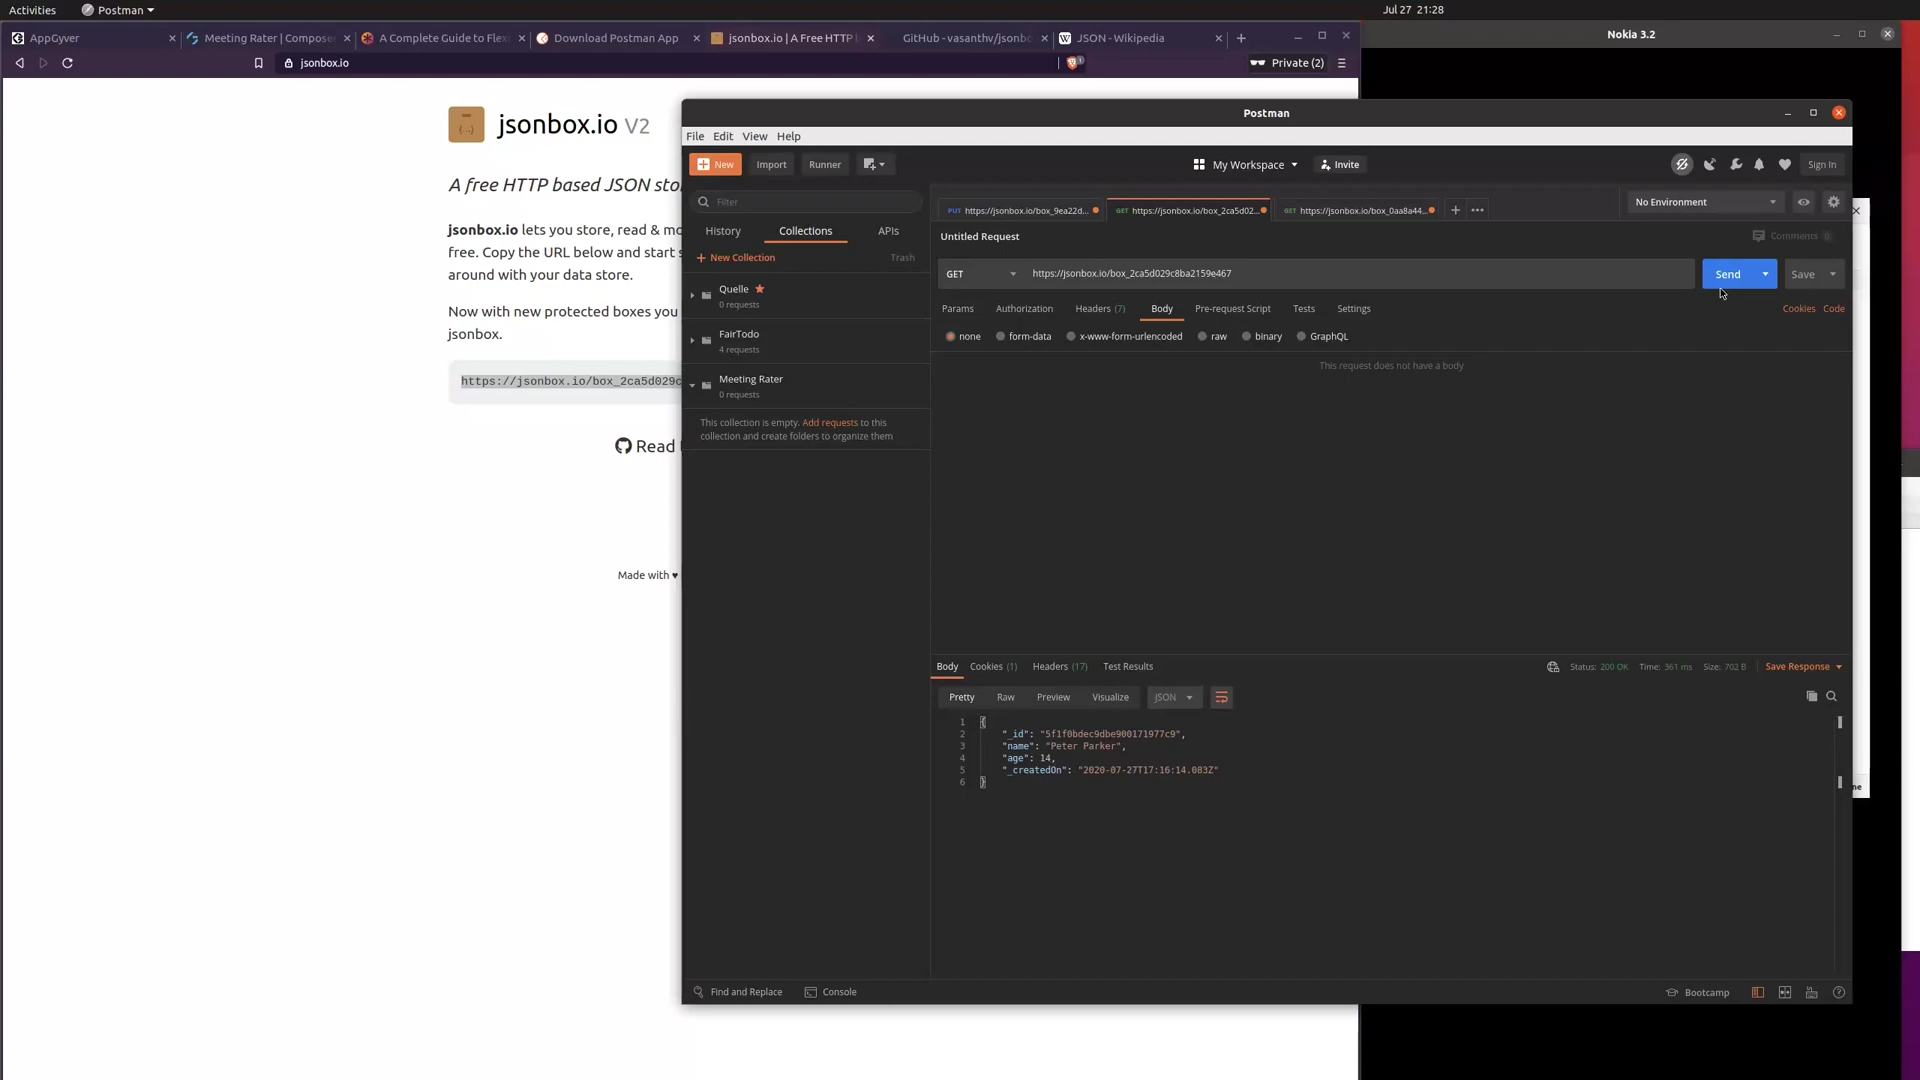 Activities
Postman
Jul 27 21:28
AppGyver
Meeting Rater | Compose
A Complete Guide to Flex
Download Postman App
jsonbox.io | A Free HTTP
GitHub - vasanthv/jsonbo
JSON - Wikipedia
Nokia 3.2
jsonbox.io
1
Private (2)
jsonbox.io V2
A free HTTP based JSON sto
jsonbox.io lets you store, read & mo
free. Copy the URL below and start s
around with your data store.
Now with new protected boxes you
jsonbox.
https://jsonbox.io/box_2ca5d029c
Read
Made with ♥
Postman
File Edit View Help
New
Import
Runner
My Workspace
Invite
Sign In
Filter
History
Collections
APIs
New Collection
Trash
Quelle
0 requests
FairTodo
4 requests
Meeting Rater
0 requests
This collection is empty. Add requests to this
collection and create folders to organize them
PUT https://jsonbox.io/box_9ea22d...
GET https://jsonbox.io/box_2ca5d02...
GET https://jsonbox.io/box_0aa8a44...
No Environment
Untitled Request
Comments 0
GET
https://jsonbox.io/box_2ca5d029c8ba2159e467
Send
Save
Params
Authorization
Headers (7)
Body
Pre-request Script
Tests
Settings
Cookies Code
none
form-data
x-www-form-urlencoded
raw
binary
GraphQL
This request does not have a body
Body
Cookies (1)
Headers (17)
Test Results
Status: 200 OK
Time: 361 ms
Size: 702 B
Save Response
Pretty
Raw
Preview
Visualize
JSON
1 {
2 "_id": "5f1f0bdec9dbe900171977c9",
3 "name": "Peter Parker",
4 "age": 14,
5 "_createdOn": "2020-07-27T17:16:14.083Z"
6 }
me
Find and Replace
Console
Bootcamp